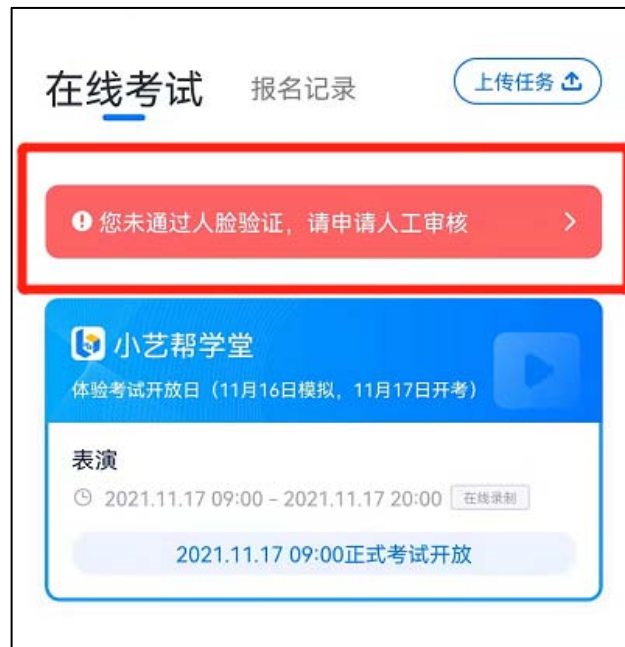 在线考试 报名记录 上传任务
您未通过人脸验证，请申请人工审核
小艺帮学堂
体验考试开放日（11月16日模拟，11月17日开考）
表演
2021.11.17 09:00 - 2021.11.17 20:00 在线录制
2021.11.17 09:00正式考试开放